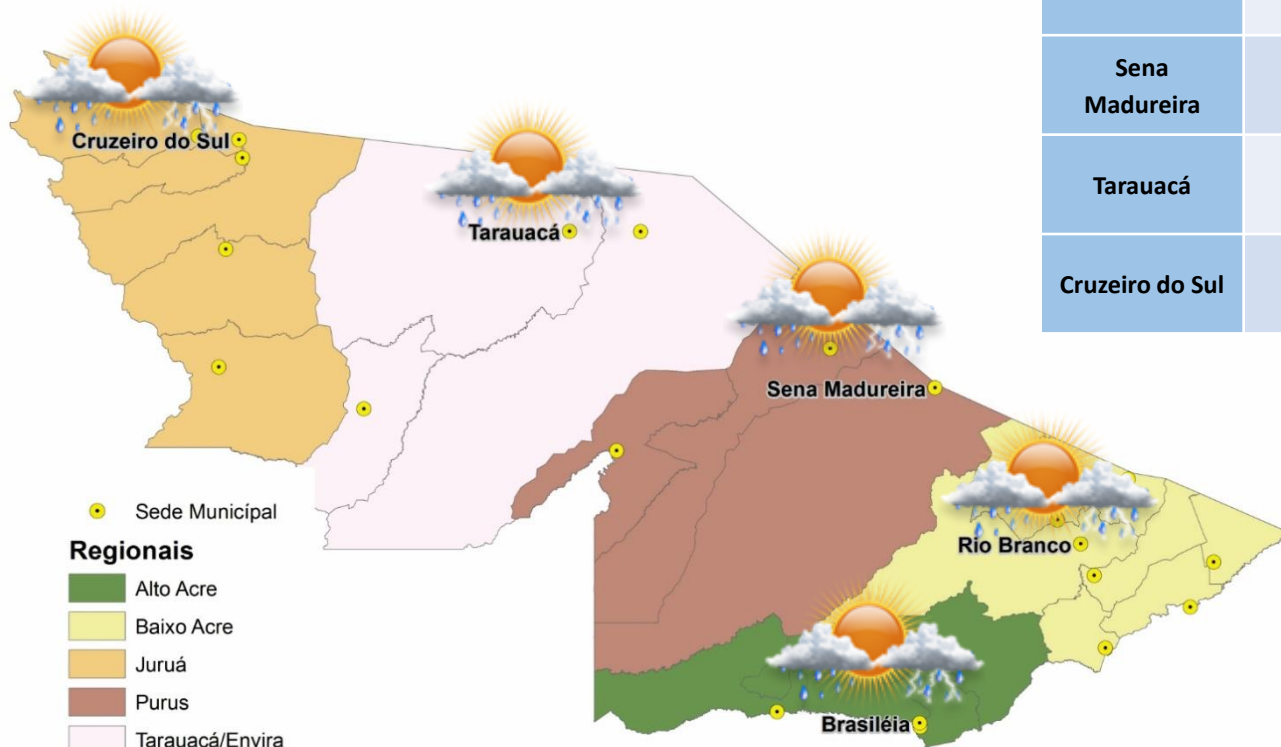 Cruzeiro do Sul
Tarauacá
Sena Madureira
Rio Branco
Brasiléia
Sede Municípal
Regionais
Alto Acre
Baixo Acre
Juruá
Purus
Tarauacá/Envira
Sena
Madureira
Tarauacá
Cruzeiro do Sul